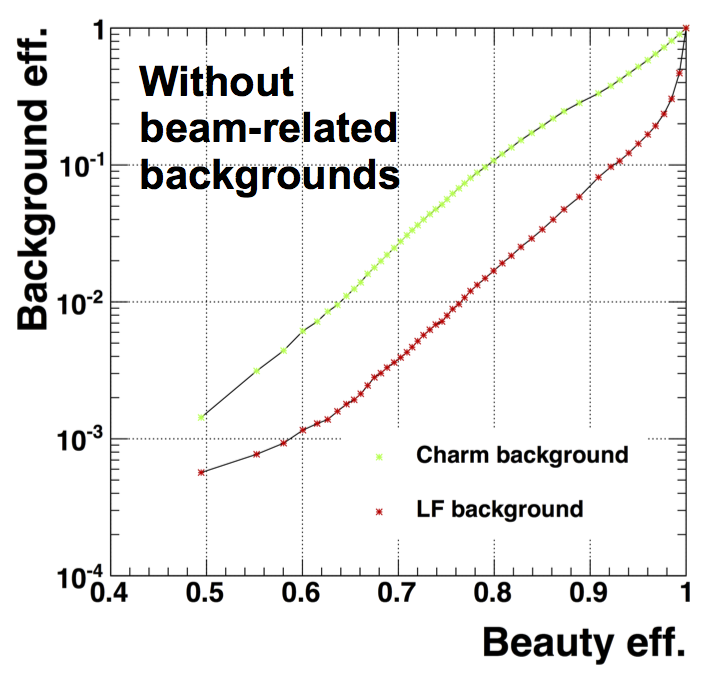 Background eff.
Without
beam-related
backgrounds
1
10-1
10-2
10-3
10-4
Charm background
LF background
0.4
0.5
0.6
0.7
0.8
0.9
1
Beauty eff.